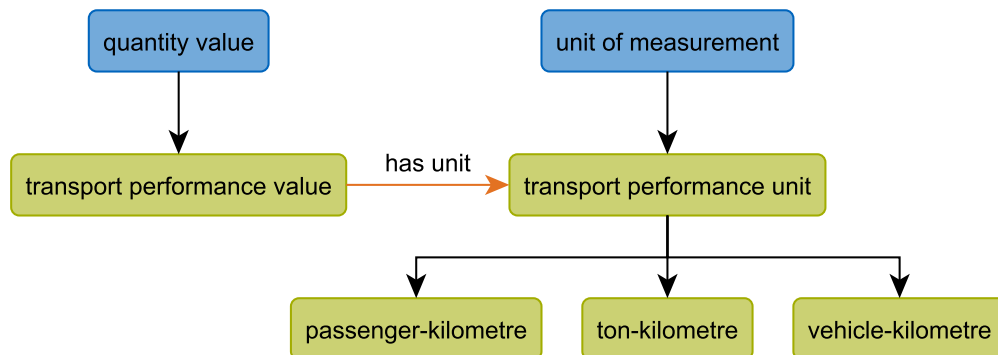 quantity value
unit of measurement
transport performance value
has unit
transport performance unit
passenger-kilometre
ton-kilometre
vehicle-kilometre